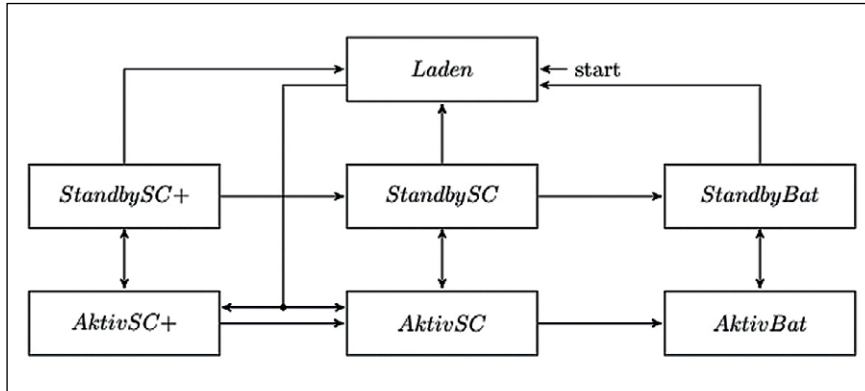 Laden
start
StandbySC+
StandbySC
StandbyBat
AktivSC+
AktivSC
AktivBat